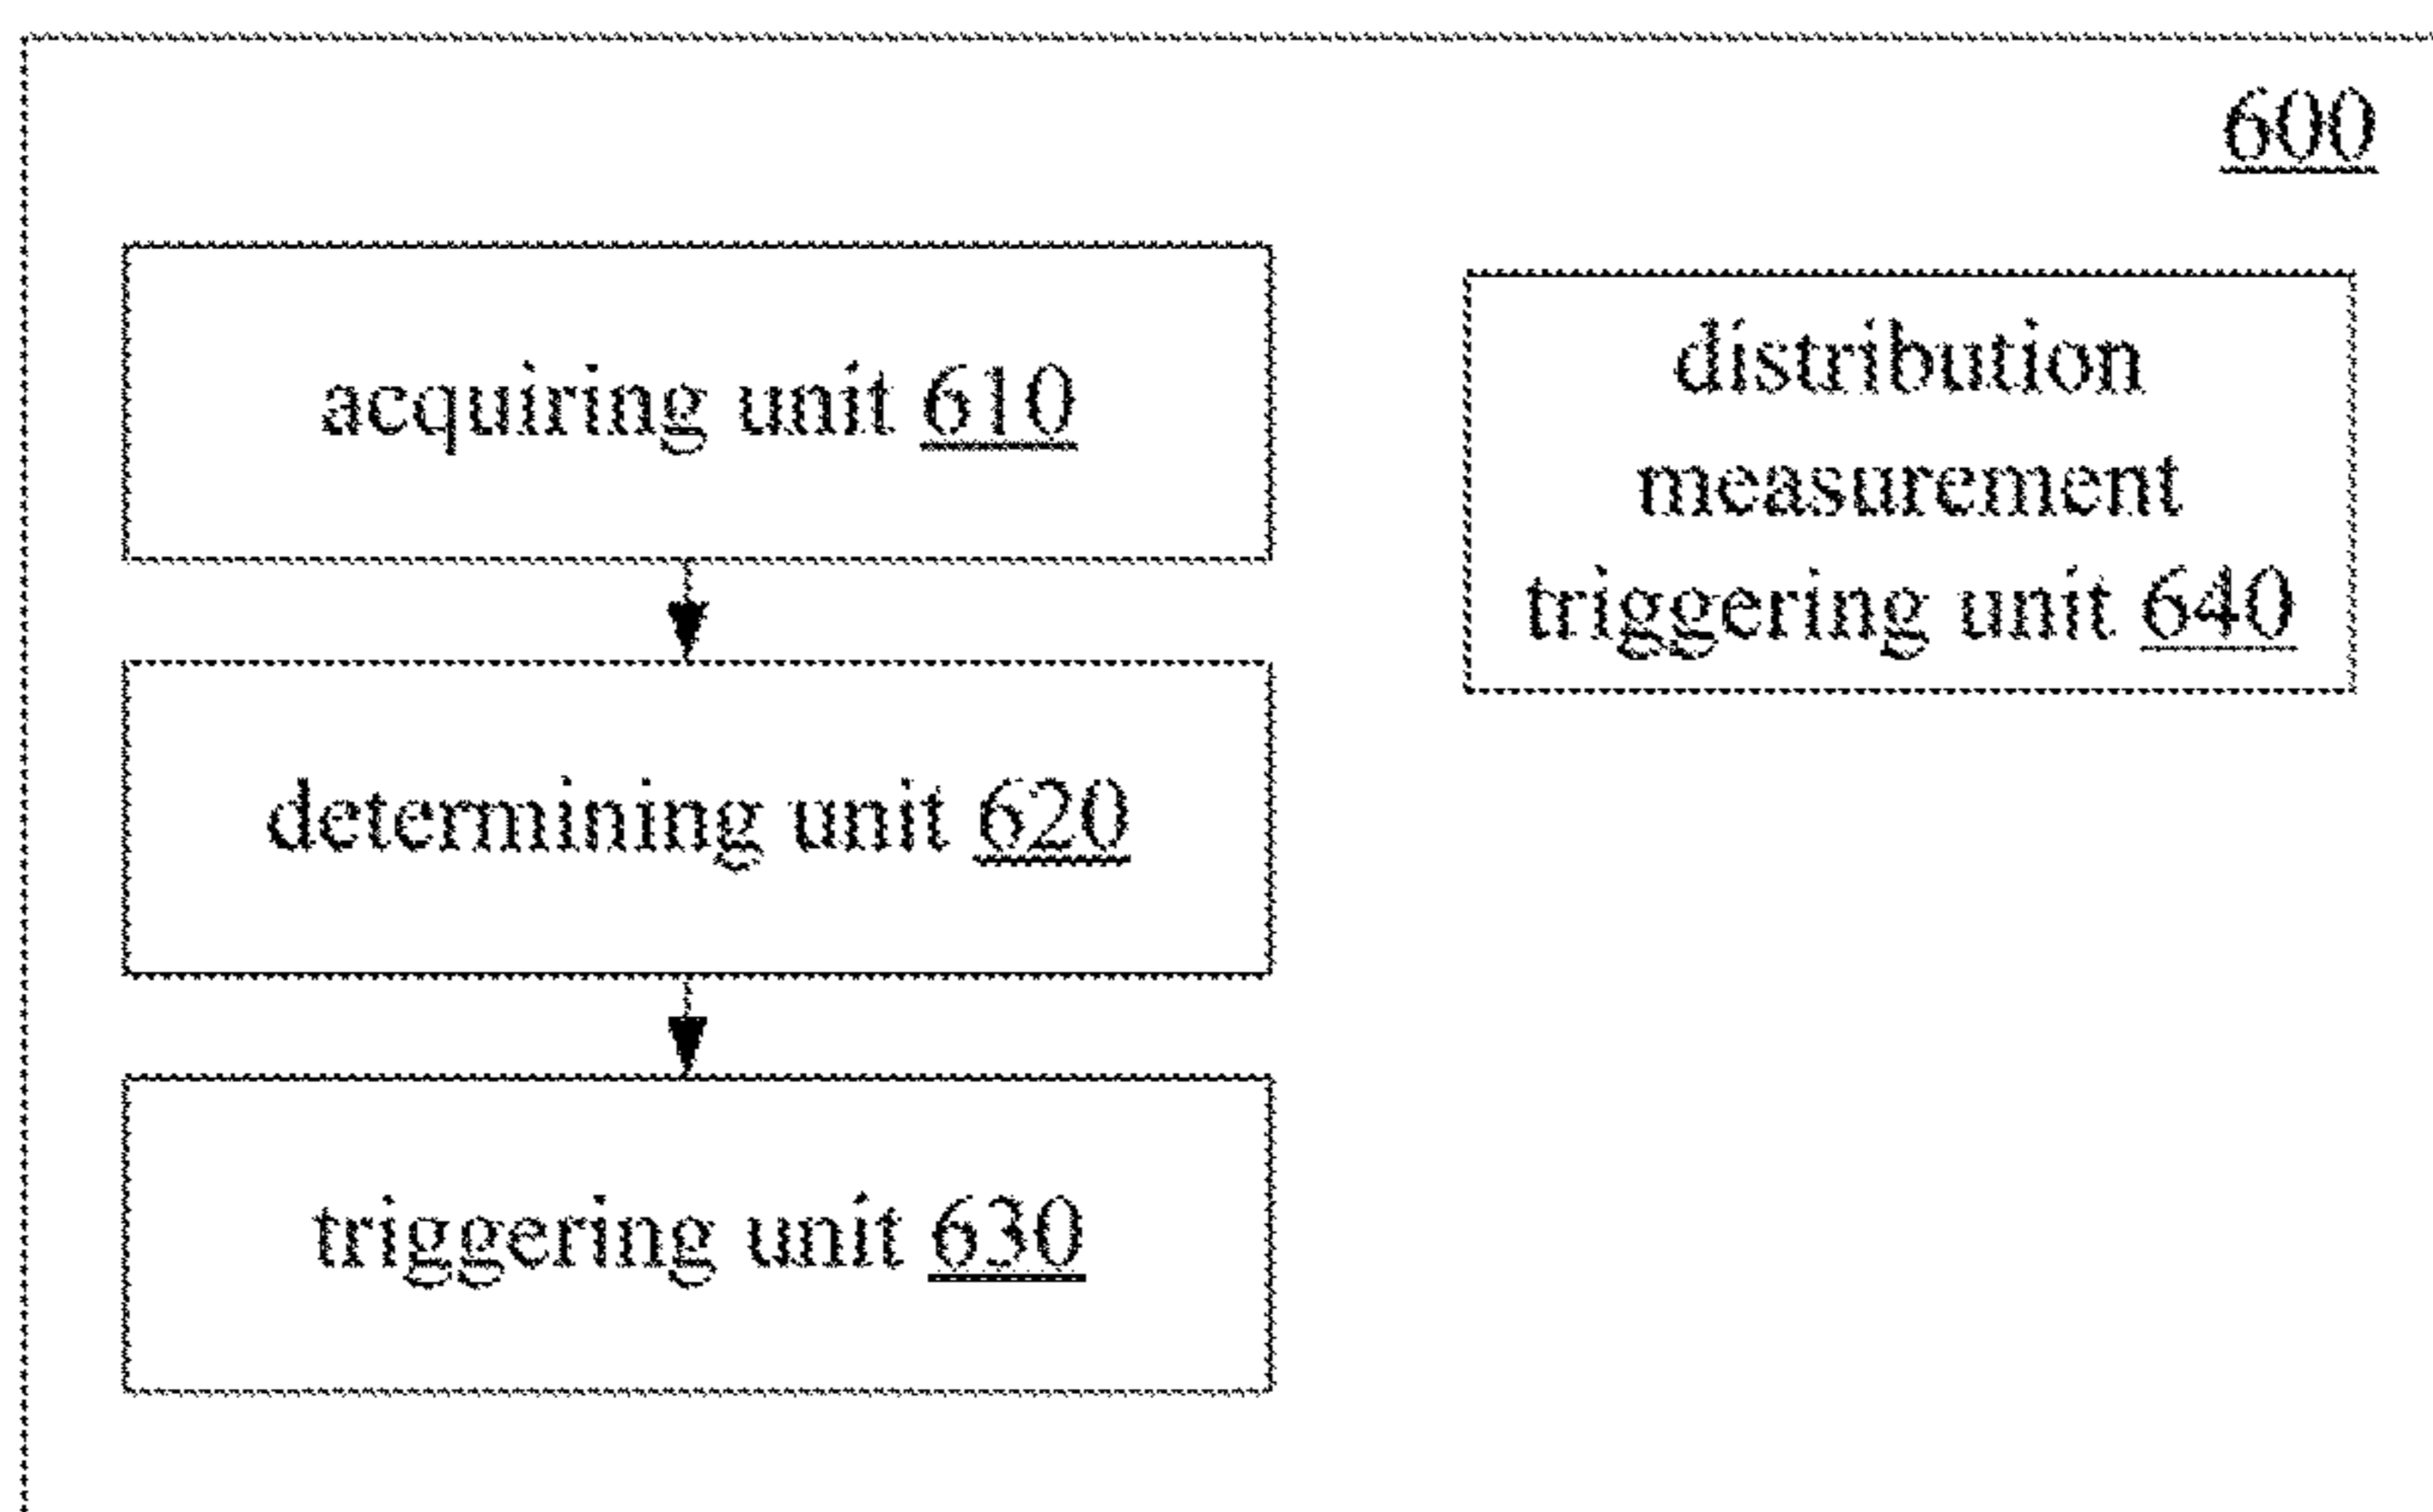 600
acquiring unit 610
distribution
measurement
triggering unit 640
determining unit 620
triggering unit 630